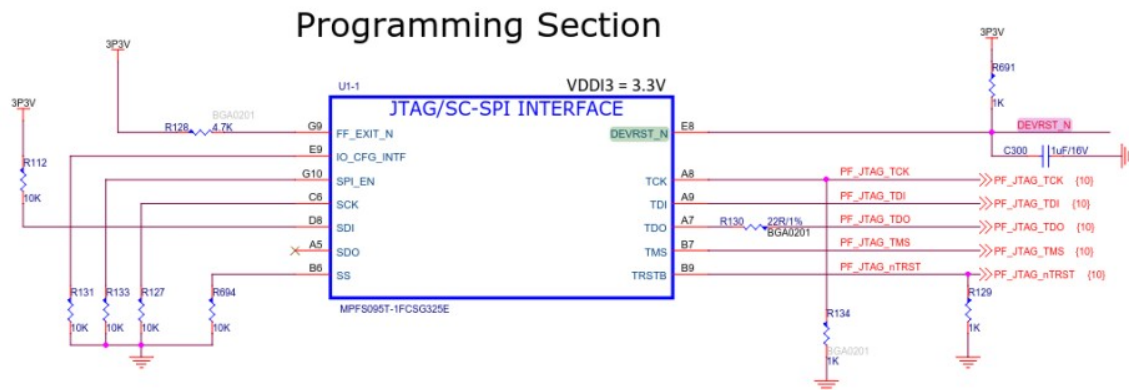 Programming Section
3P3V
3P3V
U1-1
VDDI3 = 3.3V
JTAG/SC-SPI INTERFACE
3P3V
R691
1K
BGA0201
R128
4.7K
G9
FF_EXIT_N
DEVRST_N
E8
DEVRST_N
E9
IO_CFG_INTF
C300
1uF/16V
R112
10K
G10
SPI_EN
TCK
A8
PF_JTAG_TCK
PF_JTAG_TCK {10}
C6
SCK
TDI
A9
PF_JTAG_TDI
PF_JTAG_TDI {10}
D8
SDI
TDO
A7
R130
22R/1%
BGA0201
PF_JTAG_TDO
PF_JTAG_TDO {10}
A5
SDO
TMS
B7
PF_JTAG_TMS
PF_JTAG_TMS {10}
B6
SS
TRSTB
B9
PF_JTAG_nTRST
PF_JTAG_nTRST {10}
R131
10K
R133
10K
R127
10K
R694
10K
MPFS095T-1FCSG325E
R134
BGA0201
1K
R129
1K